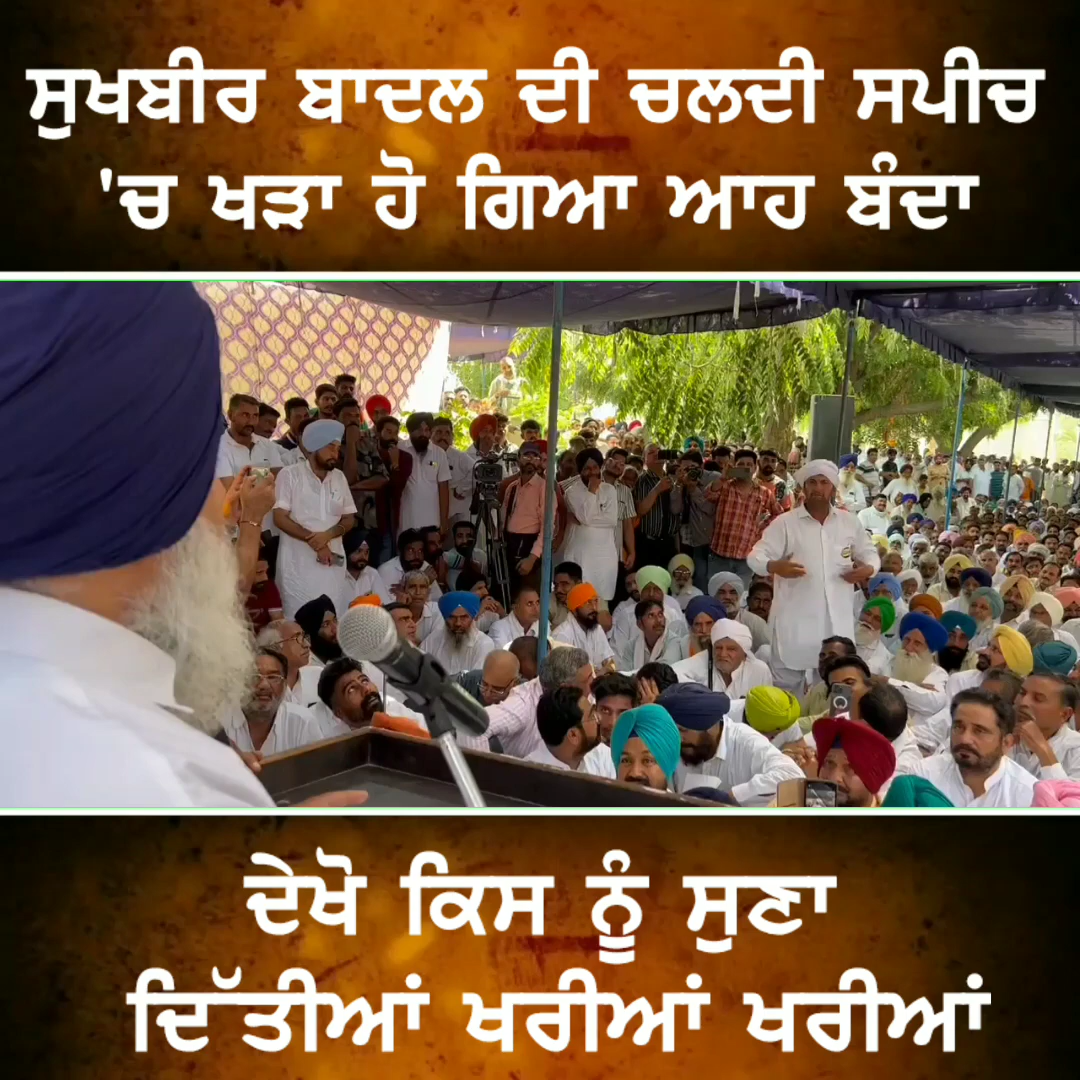 ਸੁਖਬੀਰ ਬਾਦਲ ਦੀ ਚਲਦੀ ਸਪੀਚ
'ਚ ਖੜਾ ਹੋ ਗਿਆ ਆਹ ਬੰਦਾ
ਦੇਖੋ ਕਿਸ ਨੂੰ ਸੁਣਾ
ਦਿੱਤੀਆਂ ਖਰੀਆਂ ਖਰੀਆਂ